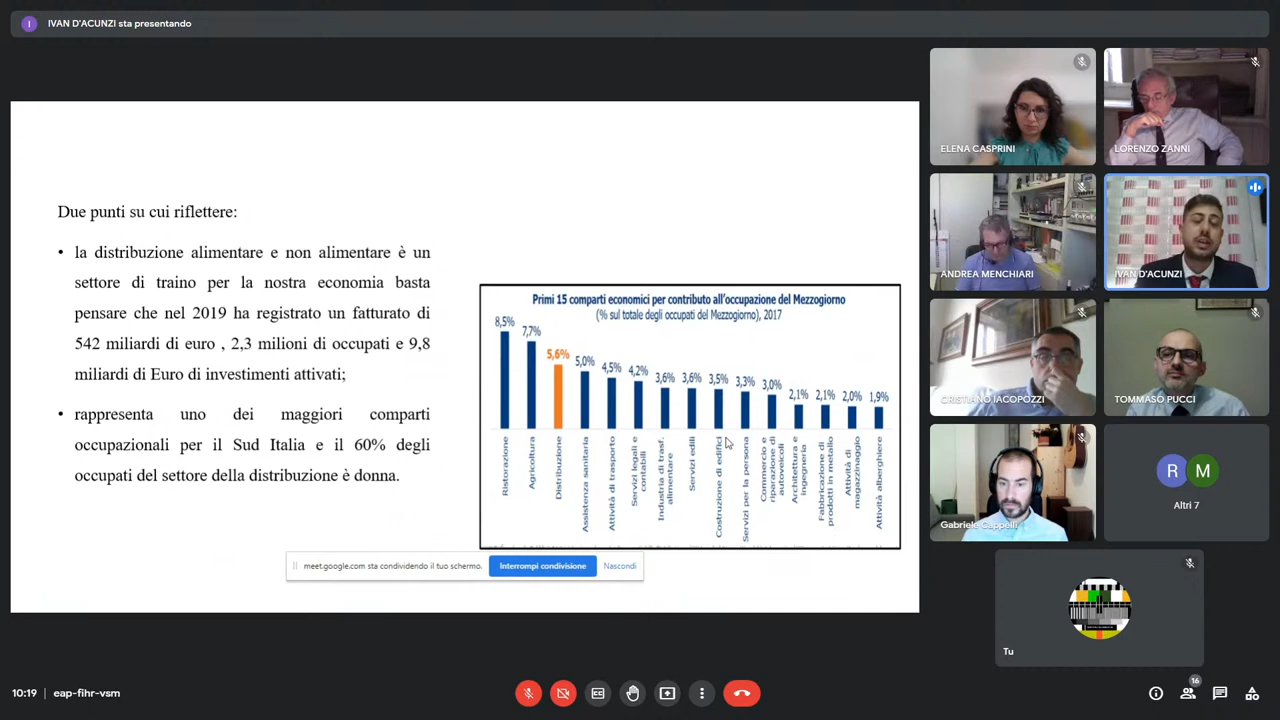 I IVAN D'ACUNZI sta presentando
Due punti su cui riflettere:
• la distribuzione alimentare e non alimentare è un
settore di traino per la nostra economia basta
pensare che nel 2019 ha registrato un fatturato di
542 miliardi di euro , 2,3 milioni di occupati e 9,8
miliardi di Euro di investimenti attivati;
• rappresenta uno dei maggiori comparti
occupazionali per il Sud Italia e il 60% degli
occupati del settore della distribuzione è donna.
Primi 15 comparti economici per contributo all'occupazione del Mezzogiorno
(% sul totale degli occupati del Mezzogiorno), 2017
8,5%
7,7%
5,6%
5,0%
4,5%
4,2%
3,6%
3,6%
3,5%
3,3%
3,0%
2,1%
2,1%
2,0%
1,9%
Ristorazione
Agricoltura
Distribuzione
Assistenza sanitaria
Attività di trasporto
Servizi legali e
contabili
Industria di trasf.
alimentare
Servizi edili
Costruzione di edifici
Servizi per la persona
Commercio e
riparazione di
autoveicoli
Architettura e
ingegneria
Fabbricazione di
prodotti in metallo
Attività di
magazzinaggio
Attività alberghiere
meet.google.com sta condividendo il tuo schermo.
Interrompi condivisione
Nascondi
ELENA CASPRINI
LORENZO ZANNI
ANDREA MENCHIARI
IVAN D'ACUNZI
CRISTIANO IACOPOZZI
TOMMASO PUCCI
Gabriele Cappelli
R M
Altri 7
Tu
10:19 | eap-fihr-vsm
16